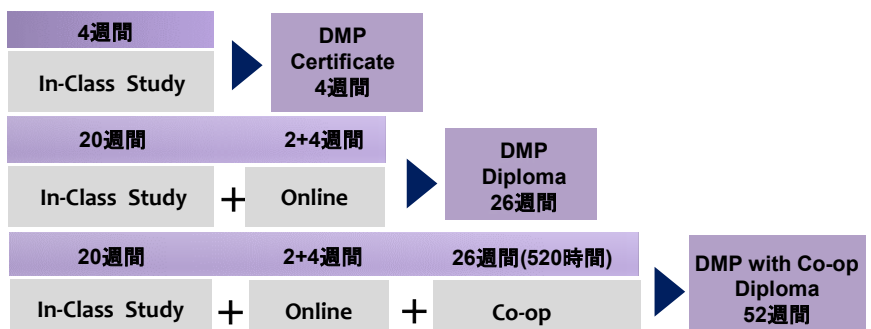 4週間
In-Class Study
DMP
Certificate
4週間
20週間 2+4週間
In-Class Study + Online
DMP
Diploma
26週間
20週間 2+4週間 26週間(520時間)
In-Class Study + Online + Co-op
DMP with Co-op
Diploma
52週間